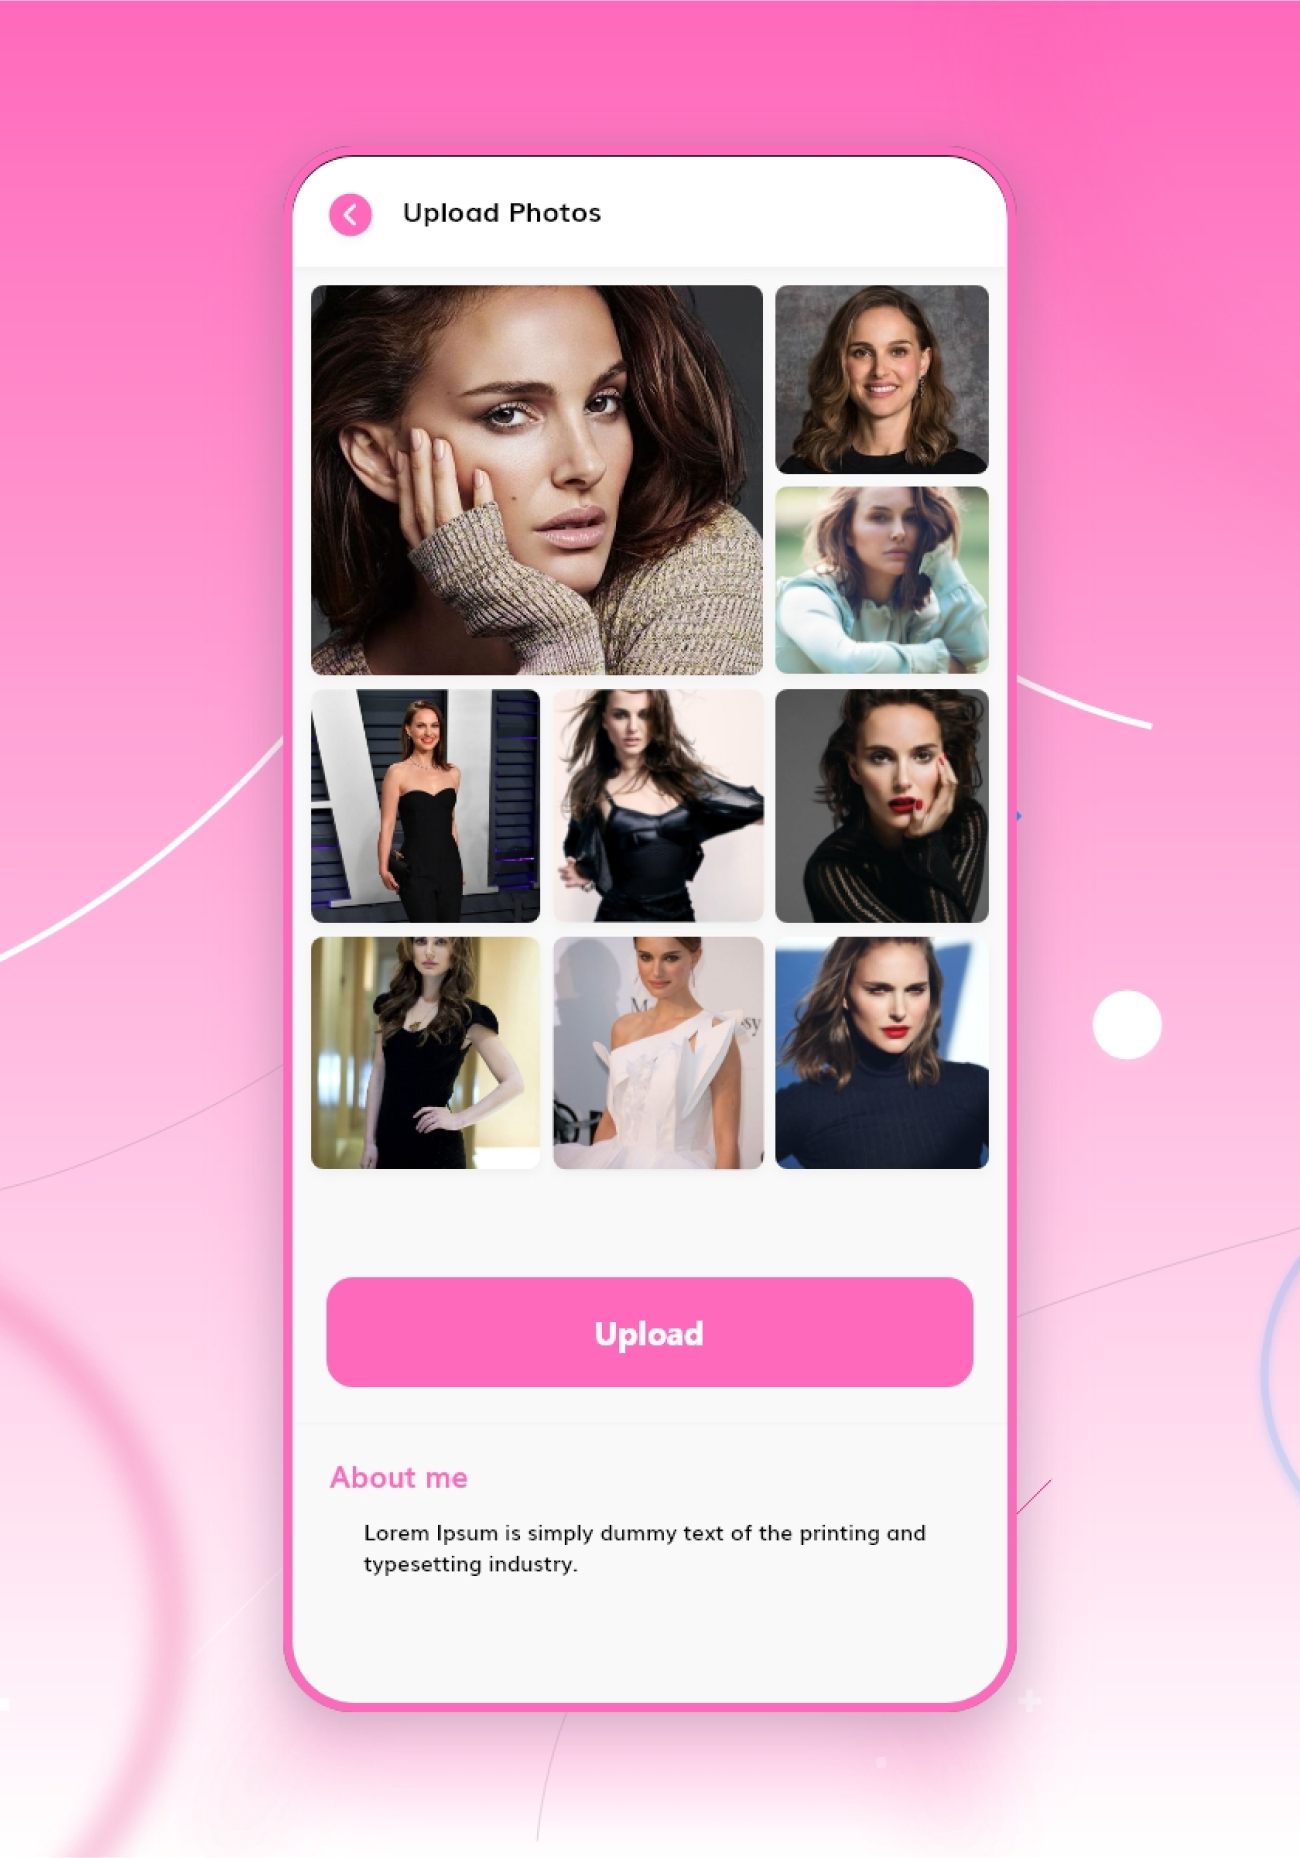 Upload Photos
Upload
About me
Lorem Ipsum is simply dummy text of the printing and
typesetting industry.